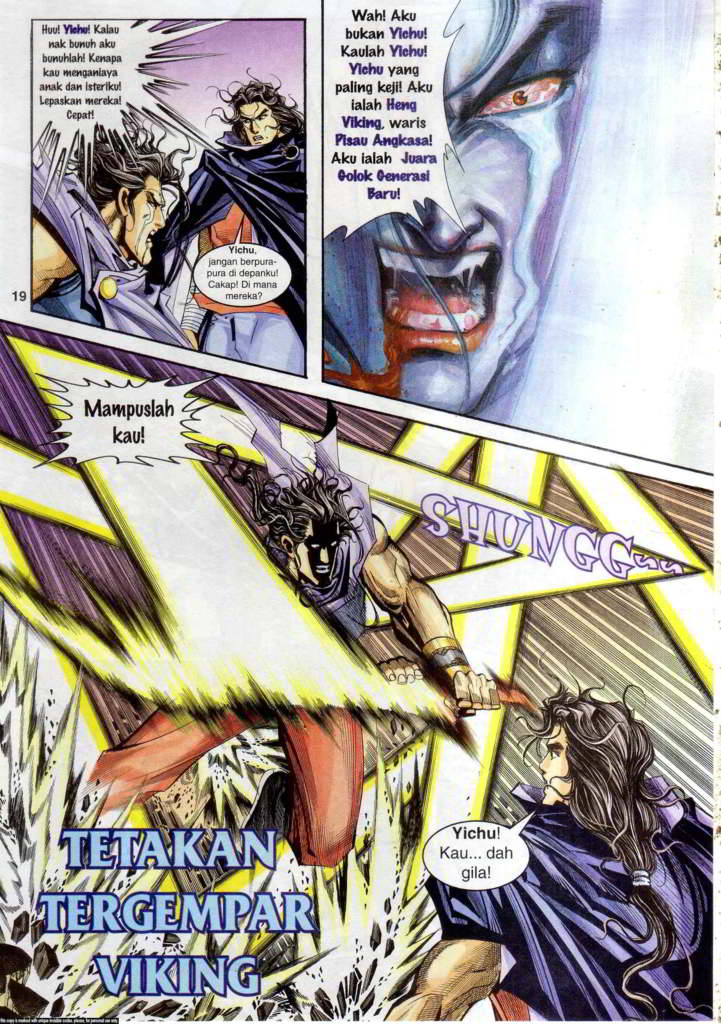 Huu! Yichu! Kalau
nak bunuh aku
bunuhlah! Kenapa
kau menganiaya
anak dan isteriku!
Lepaskan mereka!
Cepat!
Yichu,
jangan berpura-
pura di depanku!
Cakap! Di mana
mereka?
19
Wah! Aku
bukan Yichu!
Kaulah Yichu!
Yichu yang
paling keji! Aku
ialah Heng
Viking, waris
Pisau Angkasa!
Aku ialah Juara
Golok Generasi
Baru!
Mampuslah
kau!
SHUNGGuu
Yichu!
Kau... dah
gila!
TETAKAN
TERGEMPAR
VIKING